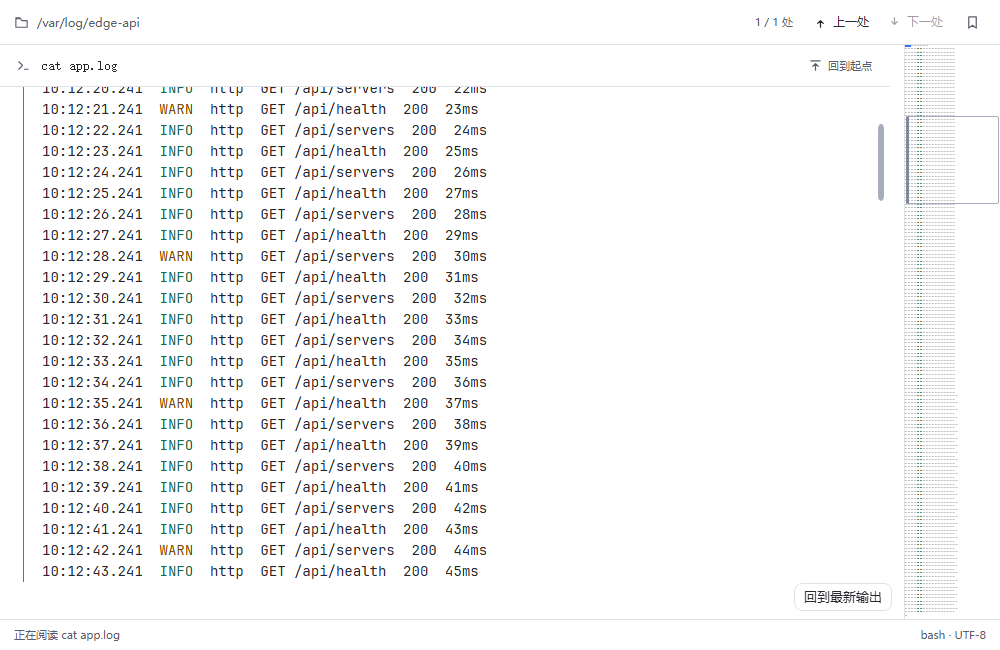 /var/log/edge-api 1 / 1 处 上一处 下一处
>_ cat app.log 回到起点
10:12:20.241 INFO http GET /api/servers 200 22ms
10:12:21.241 WARN http GET /api/health 200 23ms
10:12:22.241 INFO http GET /api/servers 200 24ms
10:12:23.241 INFO http GET /api/health 200 25ms
10:12:24.241 INFO http GET /api/servers 200 26ms
10:12:25.241 INFO http GET /api/health 200 27ms
10:12:26.241 INFO http GET /api/servers 200 28ms
10:12:27.241 INFO http GET /api/health 200 29ms
10:12:28.241 WARN http GET /api/servers 200 30ms
10:12:29.241 INFO http GET /api/health 200 31ms
10:12:30.241 INFO http GET /api/servers 200 32ms
10:12:31.241 INFO http GET /api/health 200 33ms
10:12:32.241 INFO http GET /api/servers 200 34ms
10:12:33.241 INFO http GET /api/health 200 35ms
10:12:34.241 INFO http GET /api/servers 200 36ms
10:12:35.241 WARN http GET /api/health 200 37ms
10:12:36.241 INFO http GET /api/servers 200 38ms
10:12:37.241 INFO http GET /api/health 200 39ms
10:12:38.241 INFO http GET /api/servers 200 40ms
10:12:39.241 INFO http GET /api/health 200 41ms
10:12:40.241 INFO http GET /api/servers 200 42ms
10:12:41.241 INFO http GET /api/health 200 43ms
10:12:42.241 WARN http GET /api/servers 200 44ms
10:12:43.241 INFO http GET /api/health 200 45ms
回到最新输出
正在阅读 cat app.log bash · UTF-8